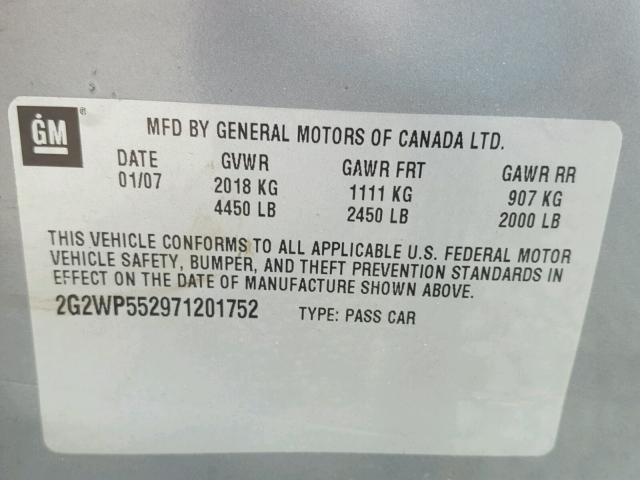 GM ®
MFD BY GENERAL MOTORS OF CANADA LTD.
DATE GVWR GAWR FRT GAWR RR
01/07 2018 KG 1111 KG 907 KG
4450 LB 2450 LB 2000 LB
THIS VEHICLE CONFORMS TO ALL APPLICABLE U.S. FEDERAL MOTOR
VEHICLE SAFETY, BUMPER, AND THEFT PREVENTION STANDARDS IN
EFFECT ON THE DATE OF MANUFACTURE SHOWN ABOVE.
2G2WP552971201752 TYPE: PASS CAR